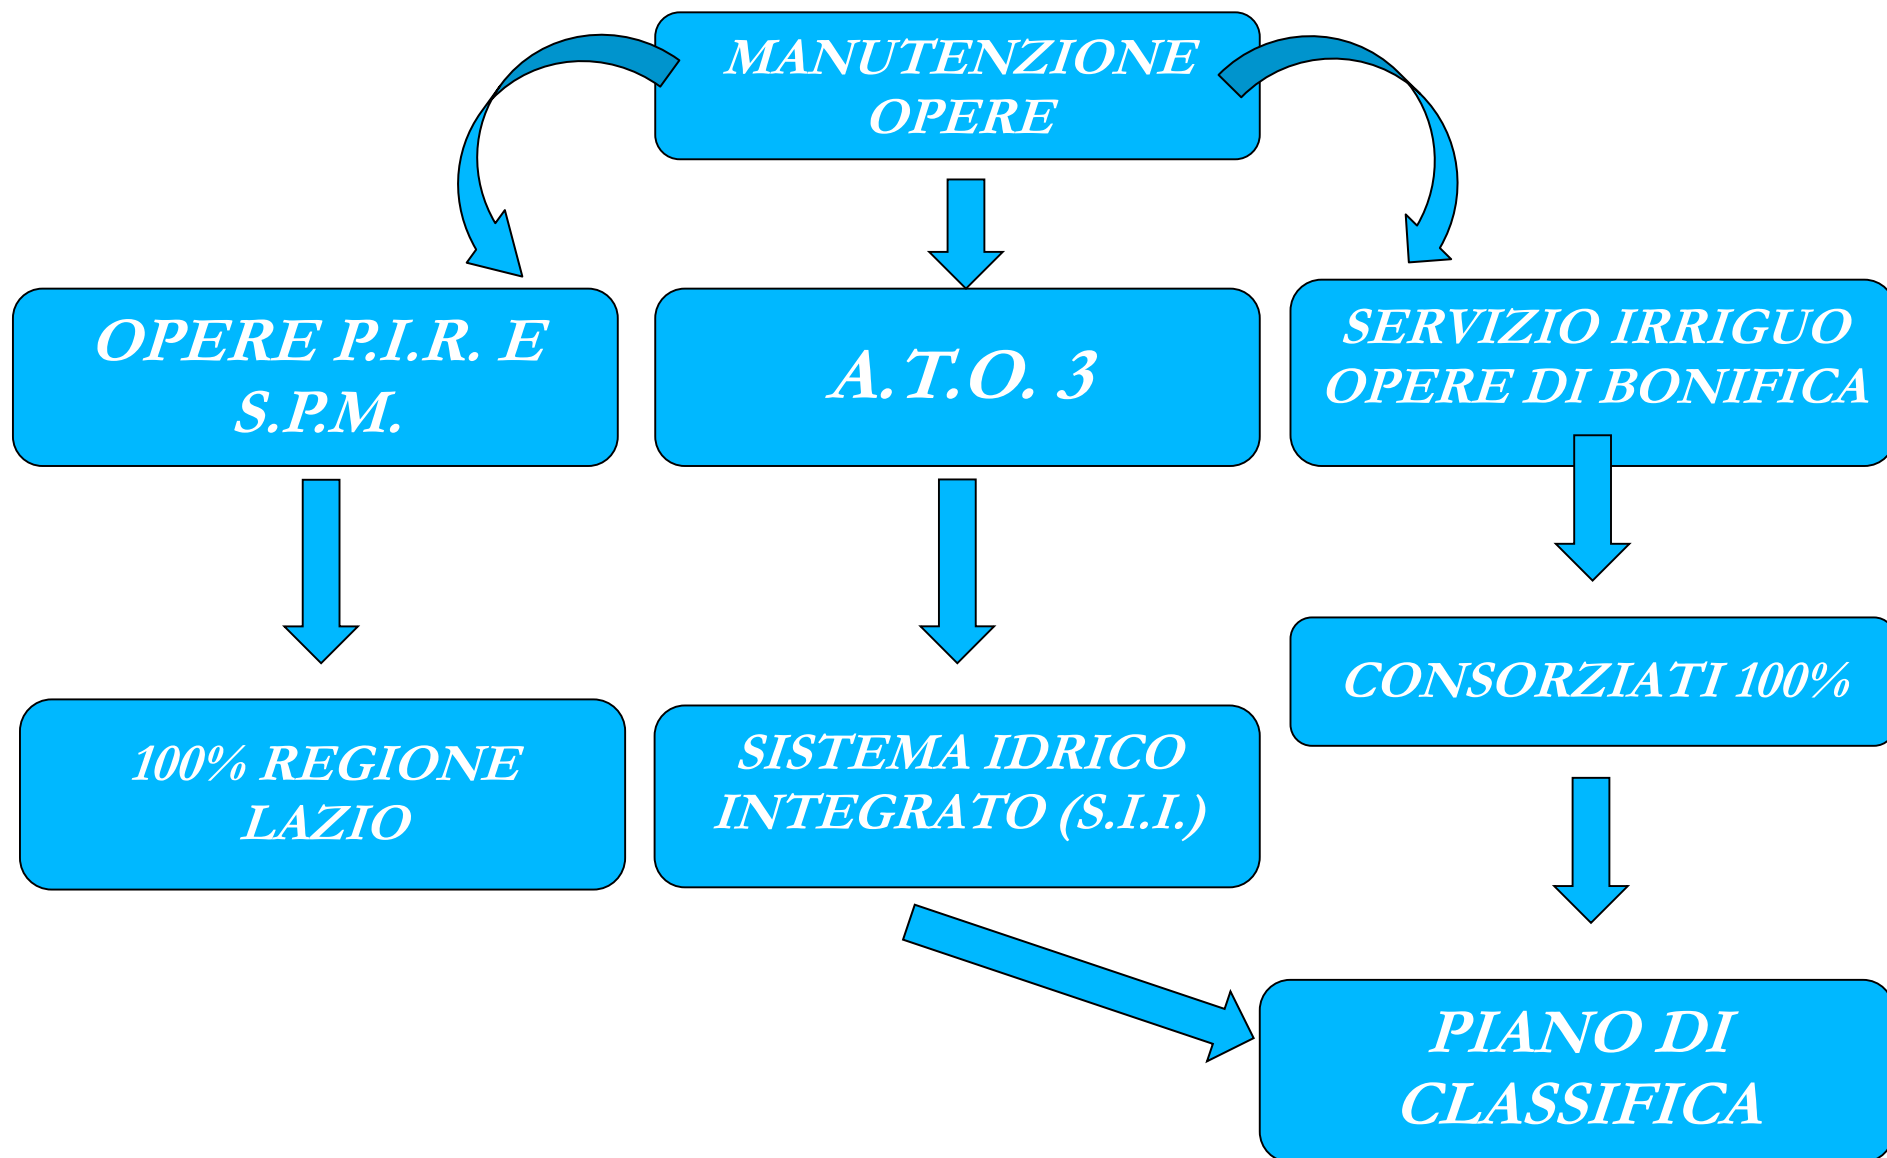 MANUTENZIONE
OPERE
OPERE P.I.R. E
S.P.M.
A.T.O. 3
SERVIZIO IRRIGUO
OPERE DI BONIFICA
100% REGIONE
LAZIO
SISTEMA IDRICO
INTEGRATO (S.I.I.)
CONSORZIATI 100%
PIANO DI
CLASSIFICA